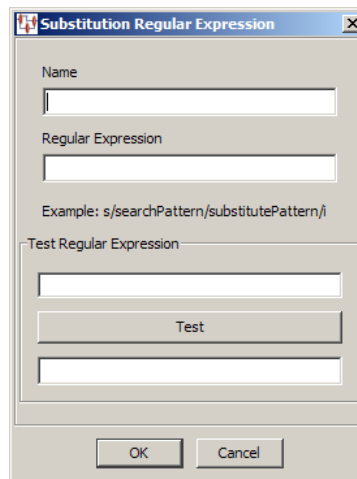 Substitution Regular Expression
Name
Regular Expression
Example: s/searchPattern/substitutePattern/i
Test Regular Expression
Test
OK Cancel